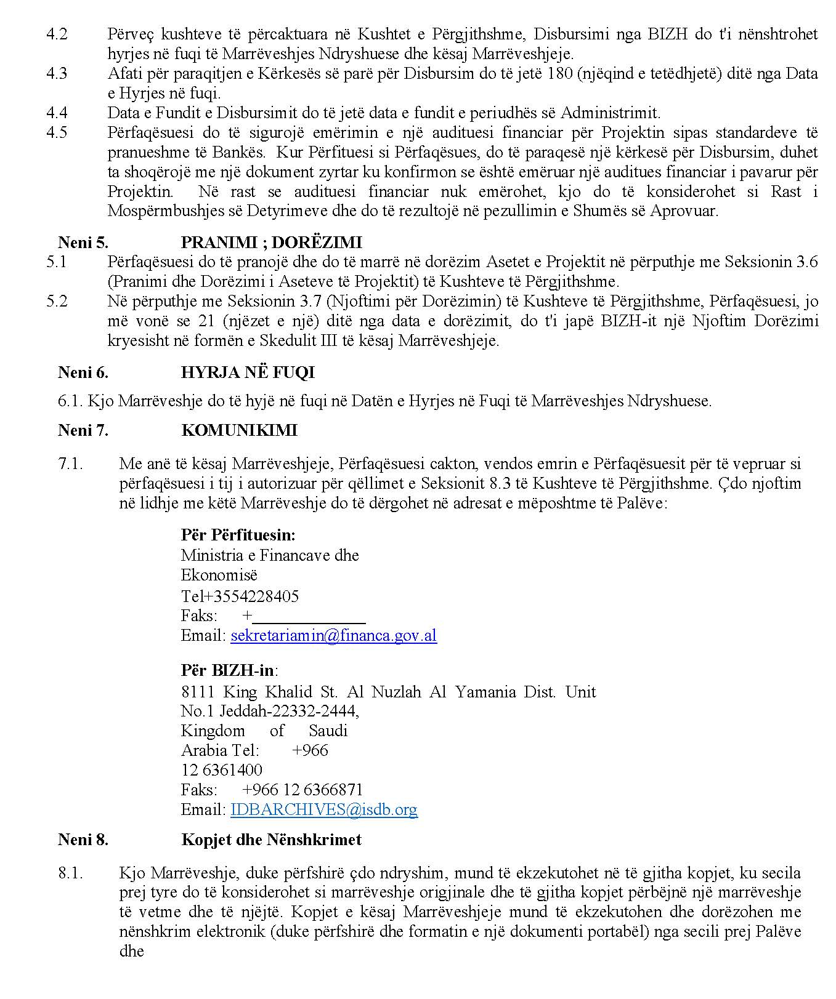 4.2 Përveç kushteve të përcaktuara në Kushtet e Përgjithshme, Disbursimi nga BIZH do t'i nënshtrohet
hyrjes në fuqi të Marrëveshjes Ndryshuese dhe kësaj Marrëveshjeje.
4.3 Afati për paraqitjen e Kërkesës së parë për Disbursim do të jetë 180 (njëqind e tetëdhjetë) ditë nga Data
e Hyrjes në fuqi.
4.4 Data e Fundit e Disbursimit do të jetë data e fundit e periudhës së Administrimit.
4.5 Përfaqësuesi do të sigurojë emërimin e një audituesi financiar për Projektin sipas standardeve të
pranueshme të Bankës. Kur Përfituesi si Përfaqësues, do të paraqesë një kërkesë për Disbursim, duhet
ta shoqërojë me një dokument zyrtar ku konfirmon se është emëruar një auditues financiar i pavarur për
Projektin. Në rast se audituesi financiar nuk emërohet, kjo do të konsiderohet si Rast i
Mospërmbushjes së Detyrimeve dhe do të rezultojë në pezullimin e Shumës së Aprovuar.
Neni 5. PRANIMI ; DORËZIMI
5.1 Përfaqësuesi do të pranojë dhe do të marrë në dorëzim Asetet e Projektit në përputhje me Seksionin 3.6
(Pranimi dhe Dorëzimi i Aseteve të Projektit) të Kushteve të Përgjithshme.
5.2 Në përputhje me Seksionin 3.7 (Njoftimi për Dorëzimin) të Kushteve të Përgjithshme, Përfaqësuesi, jo
më vonë se 21 (njëzet e një) ditë nga data e dorëzimit, do t'i japë BIZH-it një Njoftim Dorëzimi
kryesisht në formën e Skedulit III të kësaj Marrëveshjeje.
Neni 6. HYRJA NË FUQI
6.1. Kjo Marrëveshje do të hyjë në fuqi në Datën e Hyrjes në Fuqi të Marrëveshjes Ndryshuese.
Neni 7. KOMUNIKIMI
7.1. Me anë të kësaj Marrëveshjeje, Përfaqësuesi cakton, vendos emrin e Përfaqësuesit për të vepruar si
përfaqësuesi i tij i autorizuar për qëllimet e Seksionit 8.3 të Kushteve të Përgjithshme. Çdo njoftim
në lidhje me këtë Marrëveshje do të dërgohet në adresat e mëposhtme të Palëve:
Për Përfituesin:
Ministria e Financave dhe
Ekonomisë
Tel+3554228405
Faks: +_____________
Email: sekretariamin@financa.gov.al
Për BIZH-in:
8111 King Khalid St. Al Nuzlah Al Yamania Dist. Unit
No.1 Jeddah-22332-2444,
Kingdom of Saudi
Arabia Tel: +966
12 6361400
Faks: +966 12 6366871
Email: IDBARCHIVES@isdb.org
Neni 8. Kopjet dhe Nënshkrimet
8.1. Kjo Marrëveshje, duke përfshirë çdo ndryshim, mund të ekzekutohet në të gjitha kopjet, ku secila
prej tyre do të konsiderohet si marrëveshje origjinale dhe të gjitha kopjet përbëjnë një marrëveshje
të vetme dhe të njëjtë. Kopjet e kësaj Marrëveshjeje mund të ekzekutohen dhe dorëzohen me
nënshkrim elektronik (duke përfshirë dhe formatin e një dokumenti portabël) nga secili prej Palëve
dhe